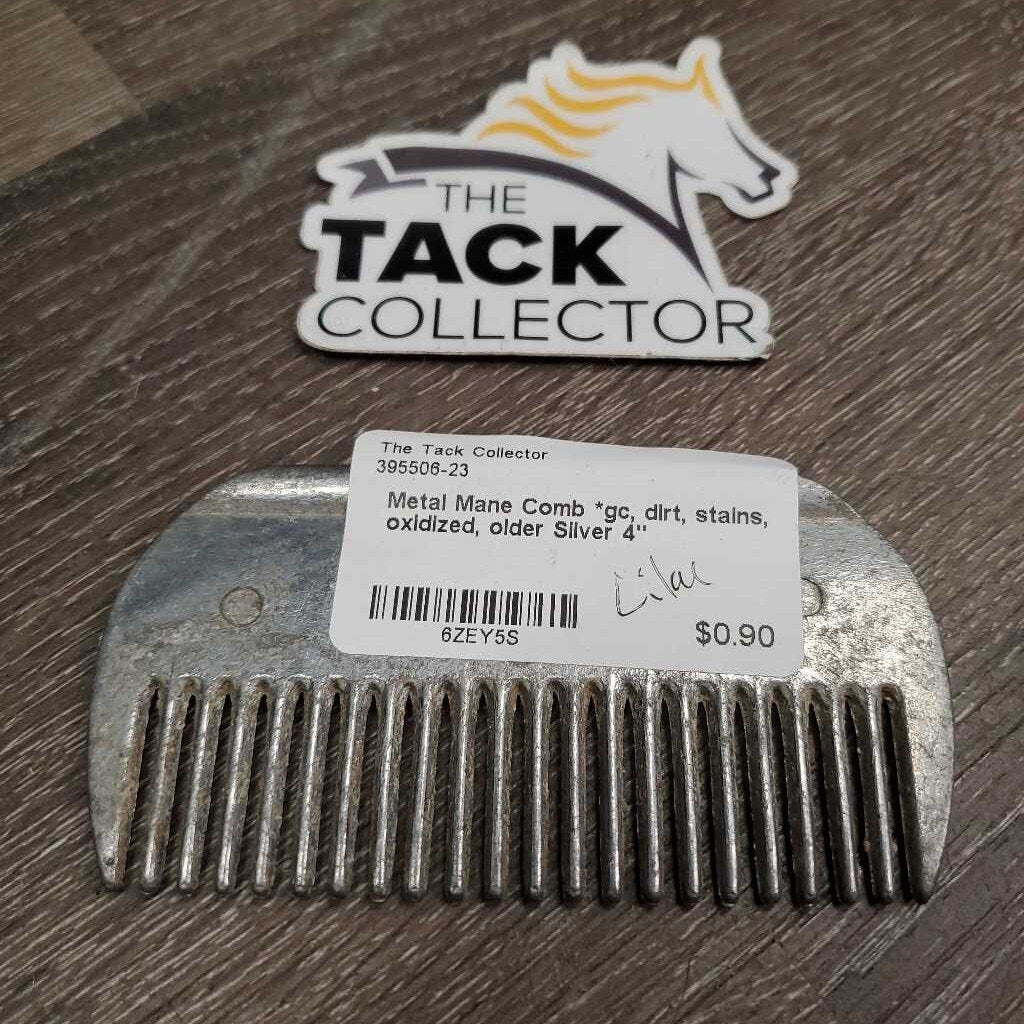 THE
TACK
COLLECTOR
The Tack Collector
395506-23
Metal Mane Comb *gc, dirt, stains,
oxidized, older Silver 4"
Lilac
6ZEY5S
$0.90